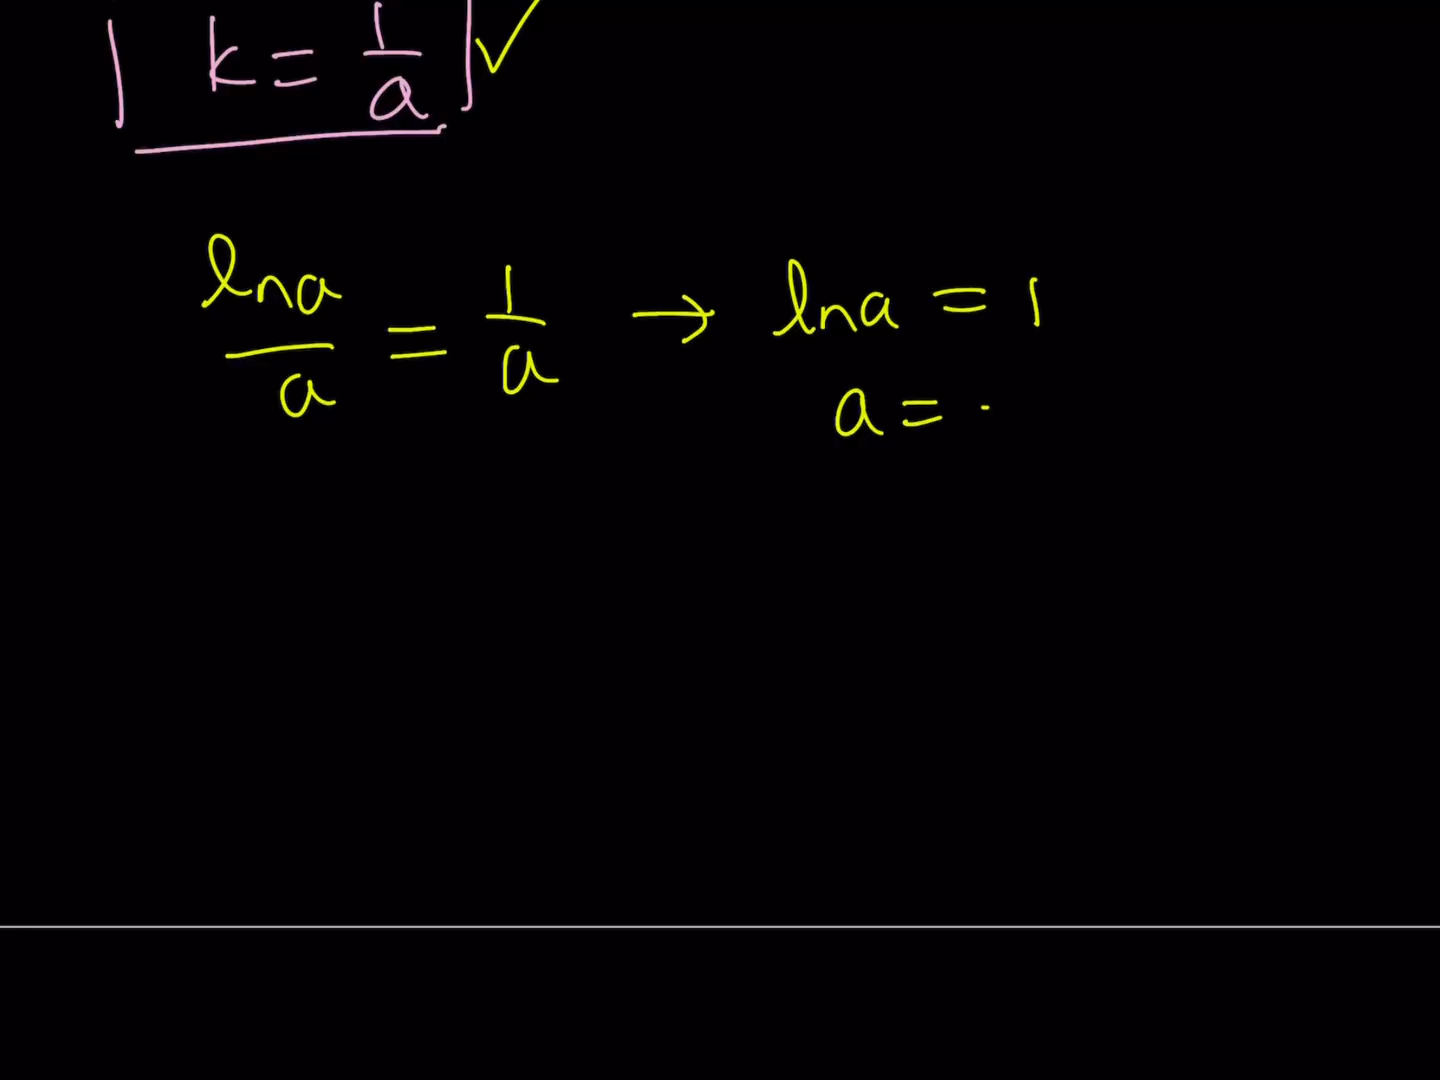 k = 1/a ✓
ln a / a = 1/a → ln a = 1
a =